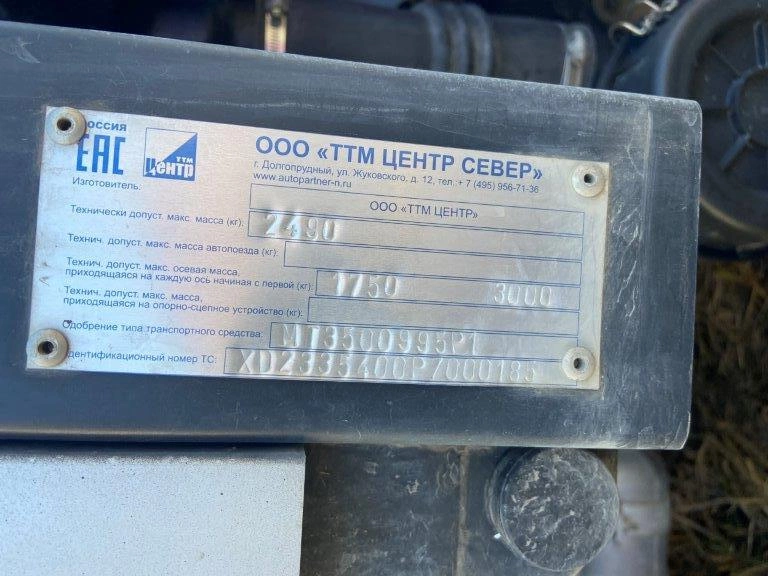 Россия
EAC
ТТМ
ЦЕНТР
ООО «ТТМ ЦЕНТР СЕВЕР»
г. Долгопрудный, ул. Жуковского, д. 12, тел. + 7 (495) 956-71-36
www.autopartner-n.ru
Изготовитель: ООО «ТТМ ЦЕНТР»
Технически допуст. макс. масса (кг): 2490
Технич. допуст. макс. масса автопоезда (кг):
Технич. допуст. макс. осевая масса,
приходящаяся на каждую ось начиная с первой (кг): 1750 3000
Технич. допуст. макс. масса,
приходящаяся на опорно-сцепное устройство (кг):
Одобрение типа транспортного средства: МТ3500995Р1
дентификационный номер ТС: XD2335400P7000185